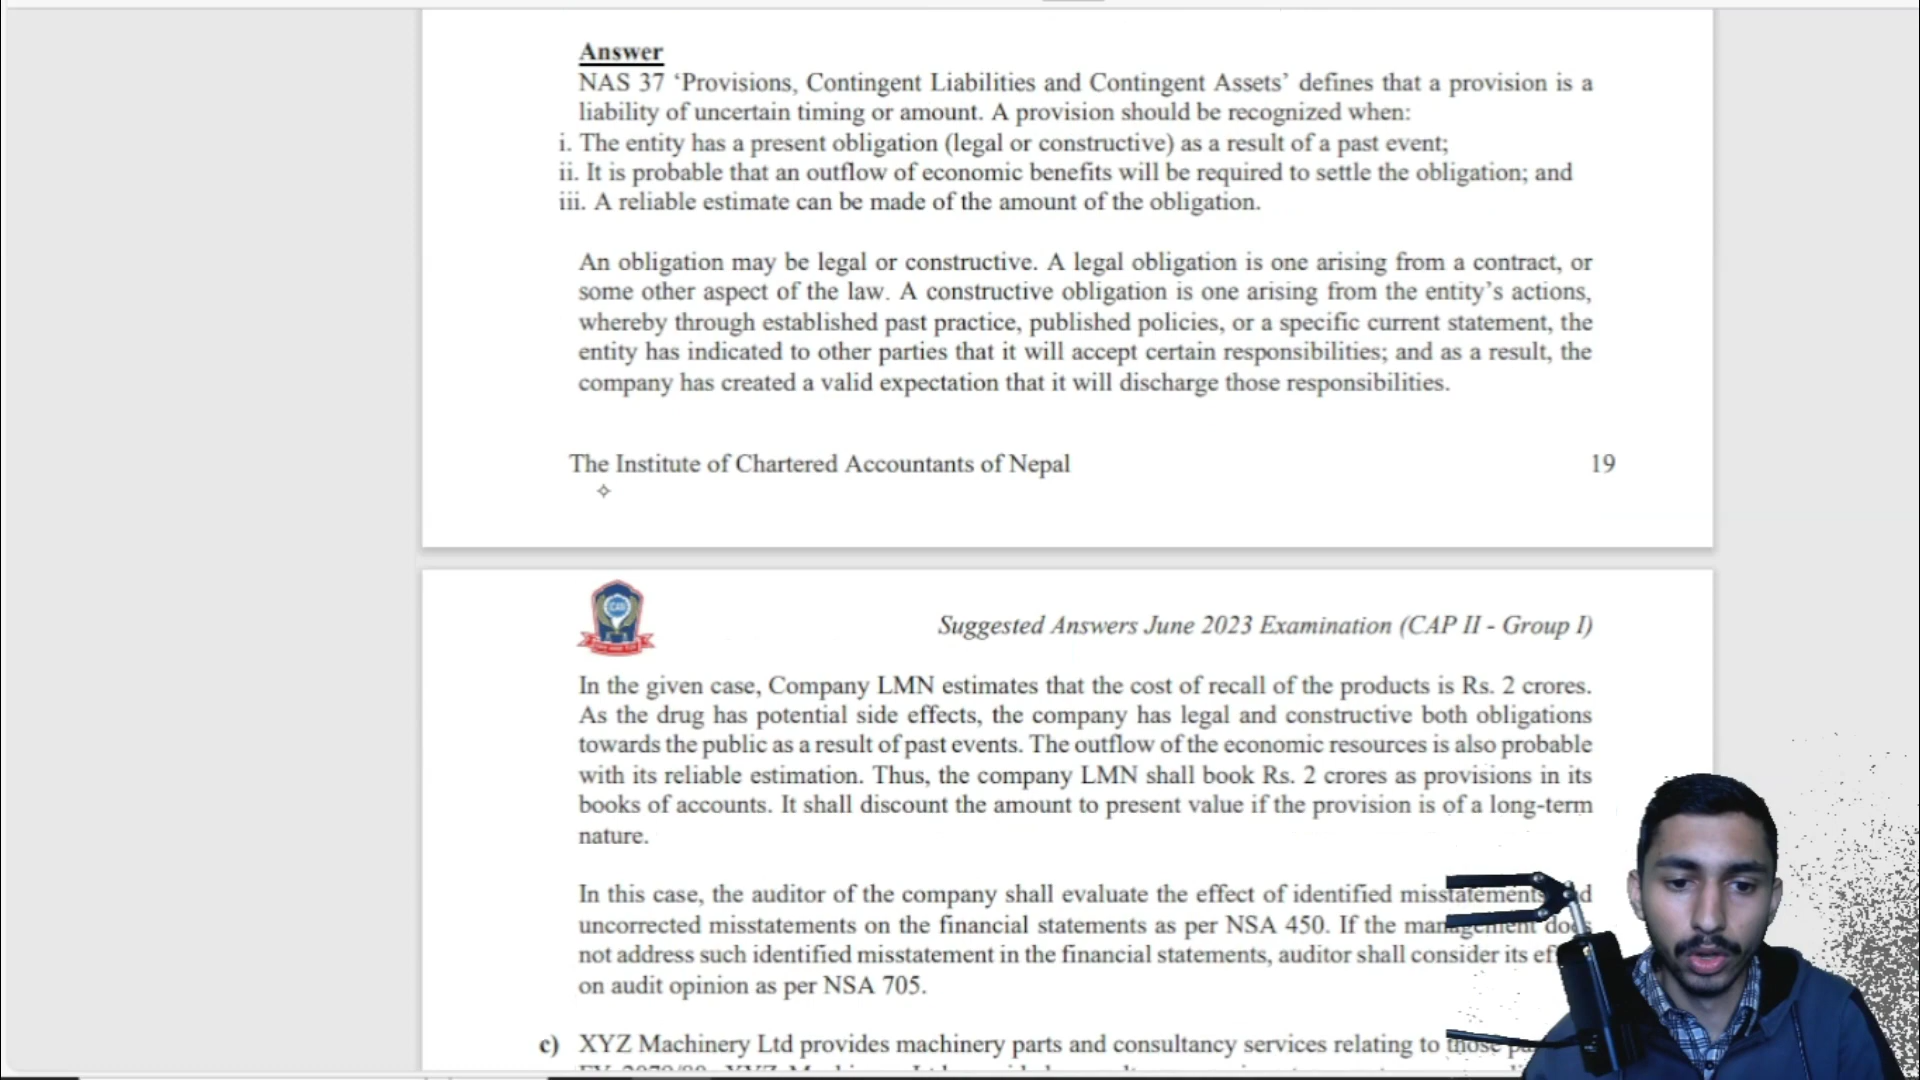 Answer
NAS 37 ‘Provisions, Contingent Liabilities and Contingent Assets’ defines that a provision is a
liability of uncertain timing or amount. A provision should be recognized when:
i. The entity has a present obligation (legal or constructive) as a result of a past event;
ii. It is probable that an outflow of economic benefits will be required to settle the obligation; and
iii. A reliable estimate can be made of the amount of the obligation.
An obligation may be legal or constructive. A legal obligation is one arising from a contract, or
some other aspect of the law. A constructive obligation is one arising from the entity’s actions,
whereby through established past practice, published policies, or a specific current statement, the
entity has indicated to other parties that it will accept certain responsibilities; and as a result, the
company has created a valid expectation that it will discharge those responsibilities.
The Institute of Chartered Accountants of Nepal 19
Suggested Answers June 2023 Examination (CAP II - Group I)
In the given case, Company LMN estimates that the cost of recall of the products is Rs. 2 crores.
As the drug has potential side effects, the company has legal and constructive both obligations
towards the public as a result of past events. The outflow of the economic resources is also probable
with its reliable estimation. Thus, the company LMN shall book Rs. 2 crores as provisions in its
books of accounts. It shall discount the amount to present value if the provision is of a long-term
nature.
In this case, the auditor of the company shall evaluate the effect of identified misstatements
uncorrected misstatements on the financial statements as per NSA 450. If the management
not address such identified misstatement in the financial statements, auditor shall consider its
on audit opinion as per NSA 705.
c) XYZ Machinery Ltd provides machinery parts and consultancy services relating to those